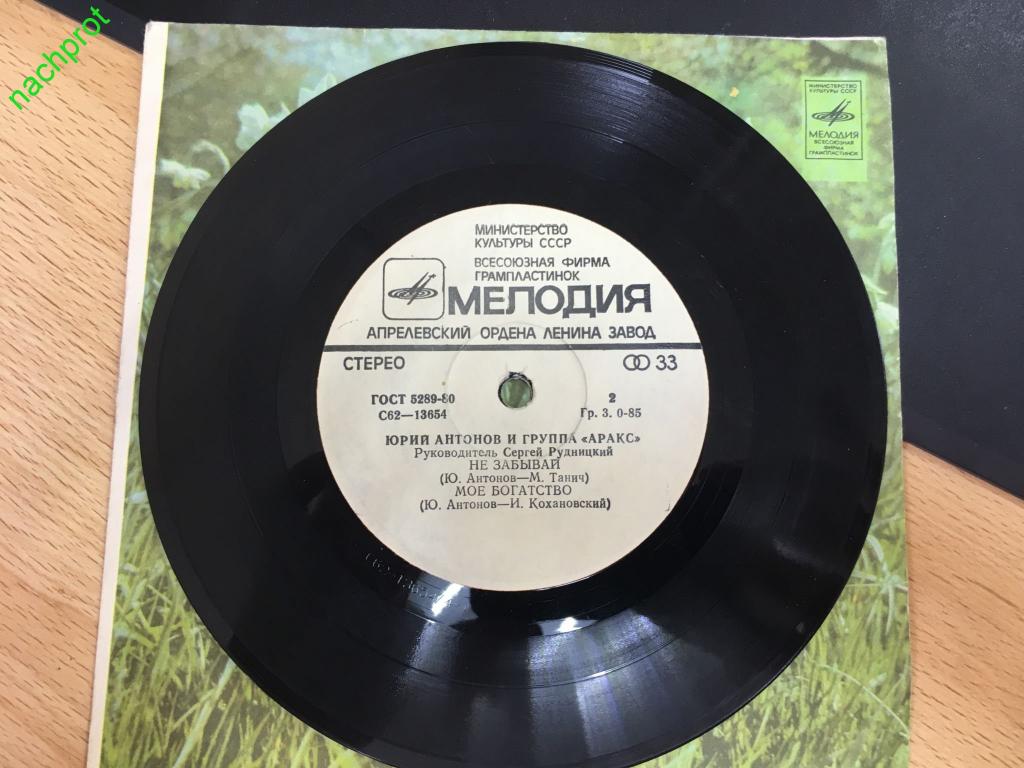 nachprot
МИНИСТЕРСТВО
КУЛЬТУРЫ СССР
МЕЛОДИЯ
ВСЕСОЮЗНАЯ
ФИРМА
ГРАМПЛАСТИНОК
МИНИСТЕРСТВО
КУЛЬТУРЫ СССР
ВСЕСОЮЗНАЯ ФИРМА
ГРАМПЛАСТИНОК
МЕЛОДИЯ
АПРЕЛЕВСКИЙ ОРДЕНА ЛЕНИНА ЗАВОД
СТЕРЕО 33
ГОСТ 5289-80 2
С62—13654 Гр. 3. 0-85
ЮРИЙ АНТОНОВ И ГРУППА «АРАКС»
Руководитель Сергей Рудницкий
НЕ ЗАБЫВАЙ
(Ю. Антонов—М. Танич)
МОЕ БОГАТСТВО
(Ю. Антонов—И. Кохановский)